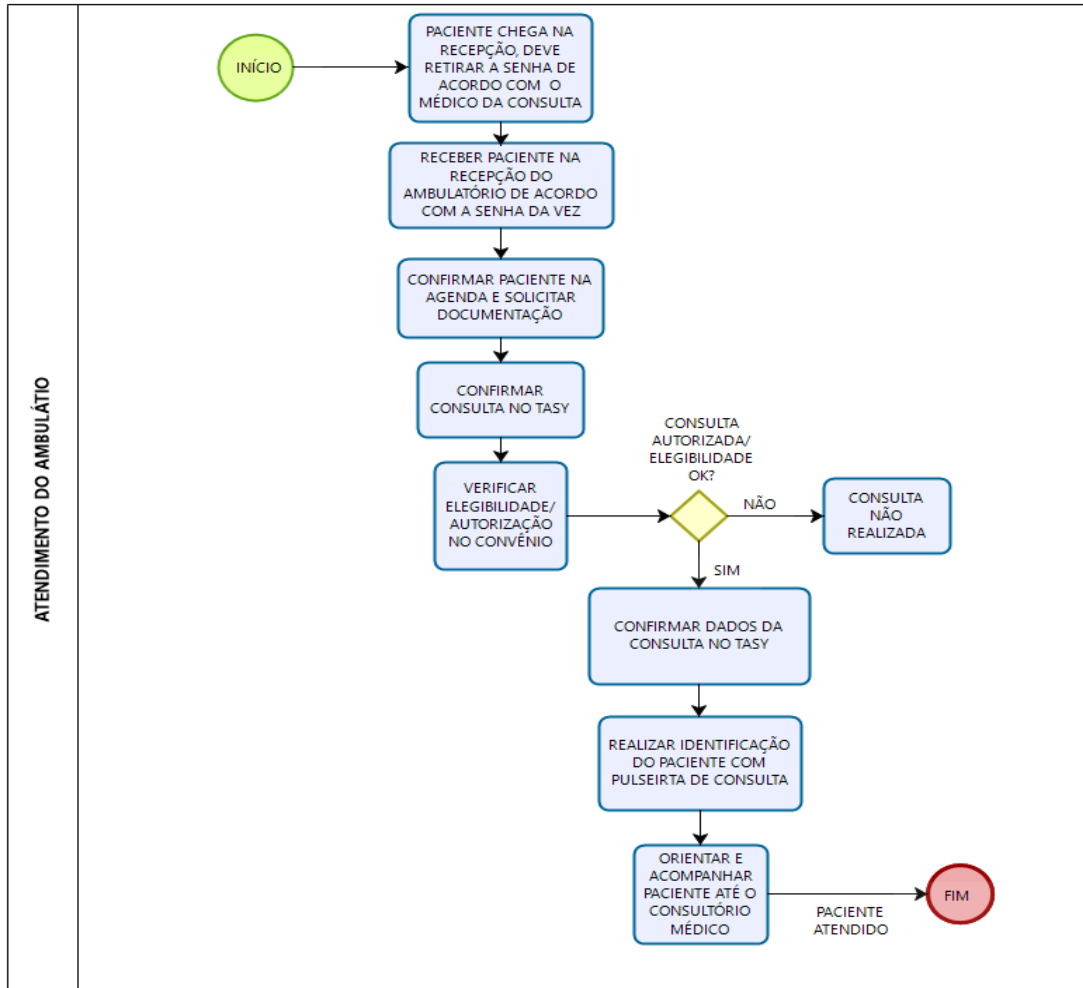 ATENDIMENTO DO AMBULÁTIO
INÍCIO
PACIENTE CHEGA NA
RECEPÇÃO, DEVE
RETIRAR A SENHA DE
ACORDO COM O
MÉDICO DA CONSULTA
RECEBER PACIENTE NA
RECEPÇÃO DO
AMBULATÓRIO DE ACORDO
COM A SENHA DA VEZ
CONFIRMAR PACIENTE NA
AGENDA E SOLICITAR
DOCUMENTAÇÃO
CONFIRMAR
CONSULTA NO TASY
VERIFICAR
ELEGIBILIDADE/
AUTORIZAÇÃO
NO CONVÊNIO
CONSULTA
AUTORIZADA/
ELEGIBILIDADE
OK?
NÃO
CONSULTA
NÃO
REALIZADA
SIM
CONFIRMAR DADOS DA
CONSULTA NO TASY
REALIZAR IDENTIFICAÇÃO
DO PACIENTE COM
PULSEIRTA DE CONSULTA
ORIENTAR E
ACOMPANHAR
PACIENTE ATÉ O
CONSULTÓRIO
MÉDICO
PACIENTE
ATENDIDO
FIM